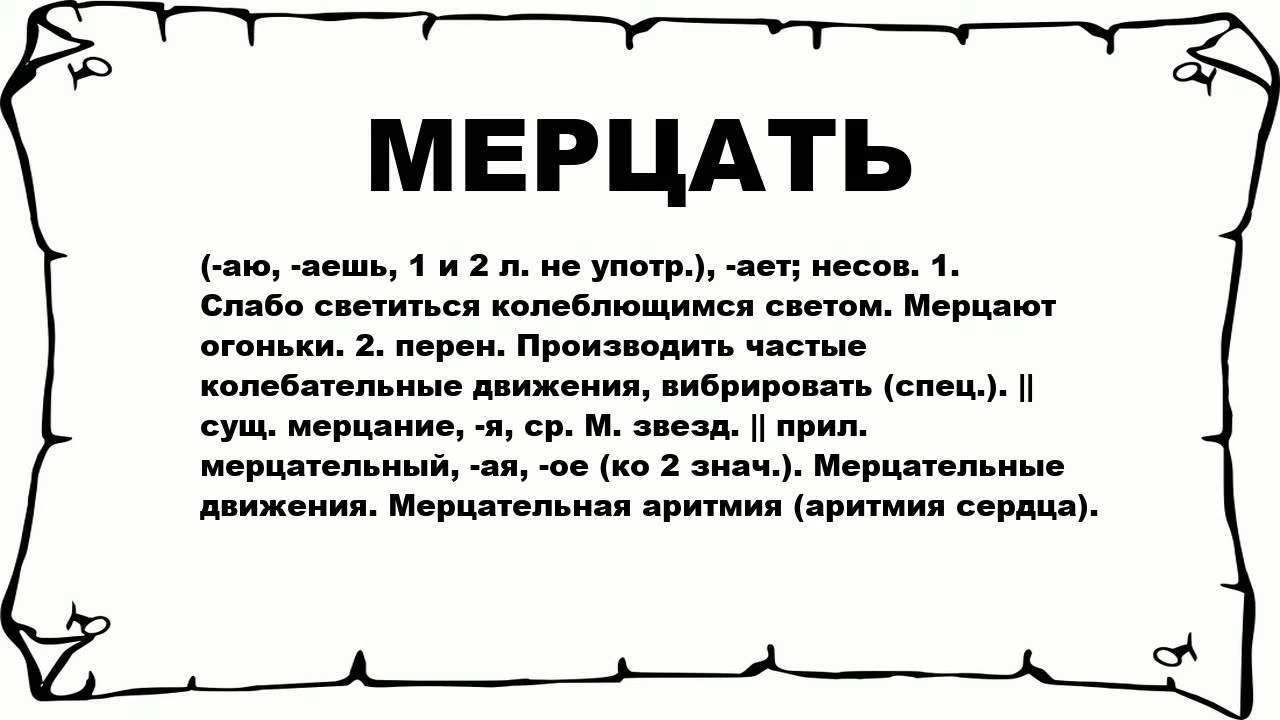 МЕРЦАТЬ
(-аю, -аешь, 1 и 2 л. не употр.), -ает; несов. 1.
Слабо светиться колеблющимся светом. Мерцают
огоньки. 2. перен. Производить частые
колебательные движения, вибрировать (спец.). ||
сущ. мерцание, -я, ср. М. звезд. || прил.
мерцательный, -ая, -ое (ко 2 знач.). Мерцательные
движения. Мерцательная аритмия (аритмия сердца).